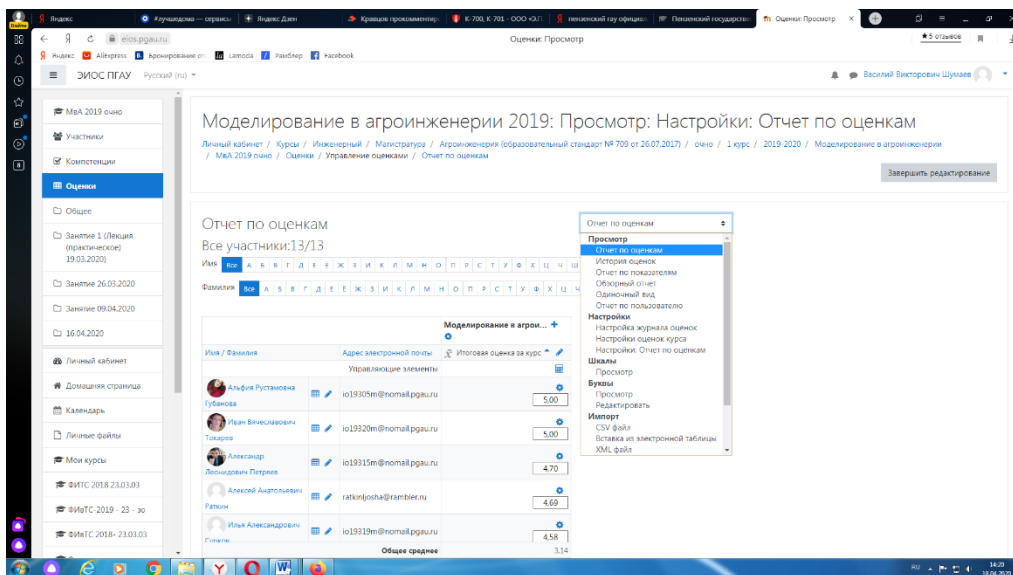 Яндекс
Кравцов прокомментиро
К-700, К-701 - ООО «Э.П.
пензенский гау официал
Пензенский государстве
Оценки: Просмотр
Яндекс Дзен
eios.pgau.ru
Оценки: Просмотр
★ 5 отзывов
Яндекс AliExpress Бронирование от Lamoda Рамблер Facebook
ЭИОС ПГАУ Русский (ru)
Василий Викторович Шумаев
МвА 2019 очно
Участники
Компетенции
Оценки
Общее
Занятие 1 (Лекция
(практическое)
19.03.2020)
Занятие 26.03.2020
Занятие 09.04.2020
16.04.2020
Личный кабинет
Домашняя страница
Календарь
Личные файлы
Мои курсы
ФИТС 2018 23.03.03
ФИвТС-2019 - 23 - зо
ФИвТС 2018- 23.03.03
Моделирование в агроинженерии 2019: Просмотр: Настройки: Отчет по оценкам
Личный кабинет / Курсы / Инженерный / Магистратура / Агроинженерия (образовательный стандарт № 709 от 26.07.2017) / очно / 1 курс / 2019-2020 / Моделирование в агроинженерии
/ МвА 2019 очно / Оценки / Управление оценками / Отчет по оценкам
Завершить редактирование
Отчет по оценкам
Все участники:13/13
Имя Все А Б В Г Д Е Ё Ж З И К Л М Н О П Р С Т У Ф Х Ц Ч Ш
Фамилия Все А Б В Г Д Е Ё Ж З И К Л М Н О П Р С Т У Ф Х Ц Ч
Моделирование в агрои...
Имя / Фамилия Адрес электронной почты Итоговая оценка за курс
Управляющие элементы
Альфия Рустамовна
Губанова io19305m@nomail.pgau.ru 5,00
Иван Вячеславович
Токарев io19320m@nomail.pgau.ru 5,00
Александр
Леонидович Петряев io19315m@nomail.pgau.ru 4,70
Алексей Анатольевич
Раткин ratkinljosha@rambler.ru 4,69
Илья Александрович
io19319m@nomail.pgau.ru 4,58
Общее среднее 3,14
Отчет по оценкам
Просмотр
Отчет по оценкам
История оценок
Отчет по показателям
Обзорный отчет
Одиночный вид
Отчет по пользователю
Настройки
Настройка журнала оценок
Настройки оценок курса
Настройки: Отчет по оценкам
Шкалы
Просмотр
Буквы
Просмотр
Редактировать
Импорт
CSV файл
Вставка из электронной таблицы
XML файл
RU 14:20
18.04.2020